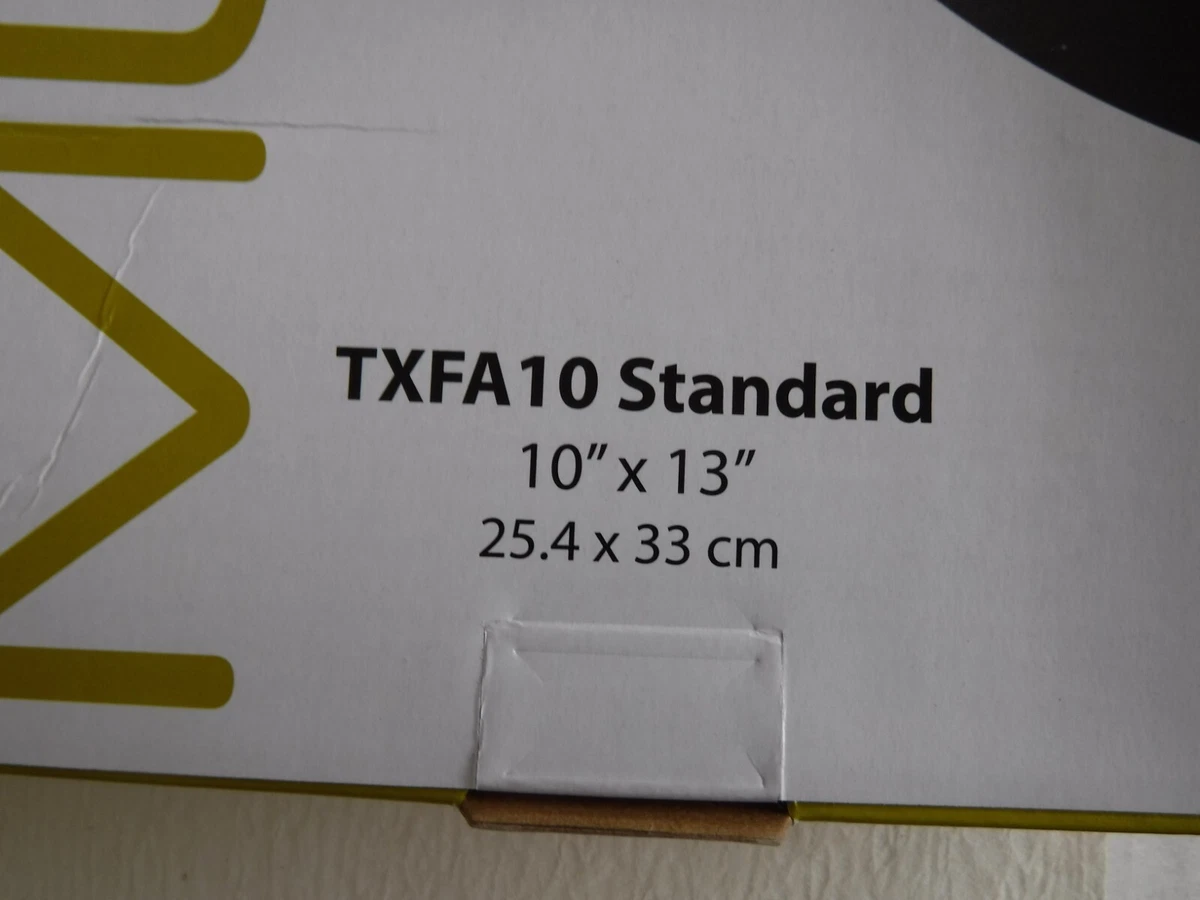 TXFA10 Standard
10” x 13”
25.4 x 33 cm